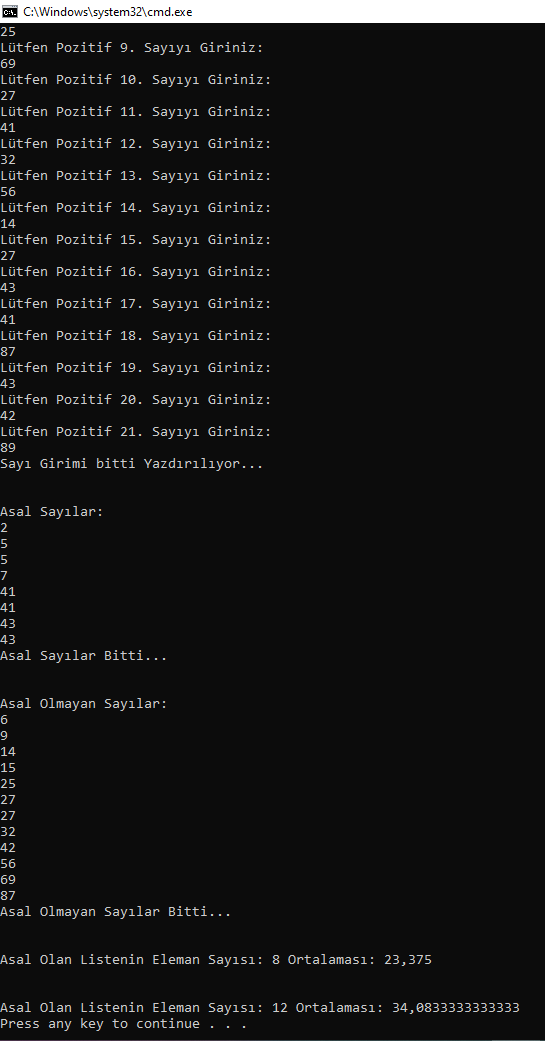 C:\Windows\system32\cmd.exe
25
Lütfen Pozitif 9. Sayıyı Giriniz:
69
Lütfen Pozitif 10. Sayıyı Giriniz:
27
Lütfen Pozitif 11. Sayıyı Giriniz:
41
Lütfen Pozitif 12. Sayıyı Giriniz:
32
Lütfen Pozitif 13. Sayıyı Giriniz:
56
Lütfen Pozitif 14. Sayıyı Giriniz:
14
Lütfen Pozitif 15. Sayıyı Giriniz:
27
Lütfen Pozitif 16. Sayıyı Giriniz:
43
Lütfen Pozitif 17. Sayıyı Giriniz:
41
Lütfen Pozitif 18. Sayıyı Giriniz:
87
Lütfen Pozitif 19. Sayıyı Giriniz:
43
Lütfen Pozitif 20. Sayıyı Giriniz:
42
Lütfen Pozitif 21. Sayıyı Giriniz:
89
Sayı Girimi bitti Yazdırılıyor...
Asal Sayılar:
2
5
5
7
41
41
43
43
Asal Sayılar Bitti...
Asal Olmayan Sayılar:
6
9
14
15
25
27
27
32
42
56
69
87
Asal Olmayan Sayılar Bitti...
Asal Olan Listenin Eleman Sayısı: 8 Ortalaması: 23,375
Asal Olan Listenin Eleman Sayısı: 12 Ortalaması: 34,0833333333333
Press any key to continue . . .